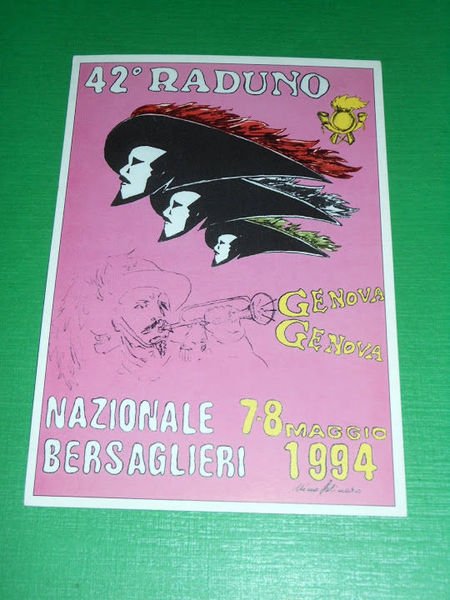 42° RADUNO
GENOVA
GENOVA
NAZIONALE 7-8 MAGGIO
BERSAGLIERI 1994